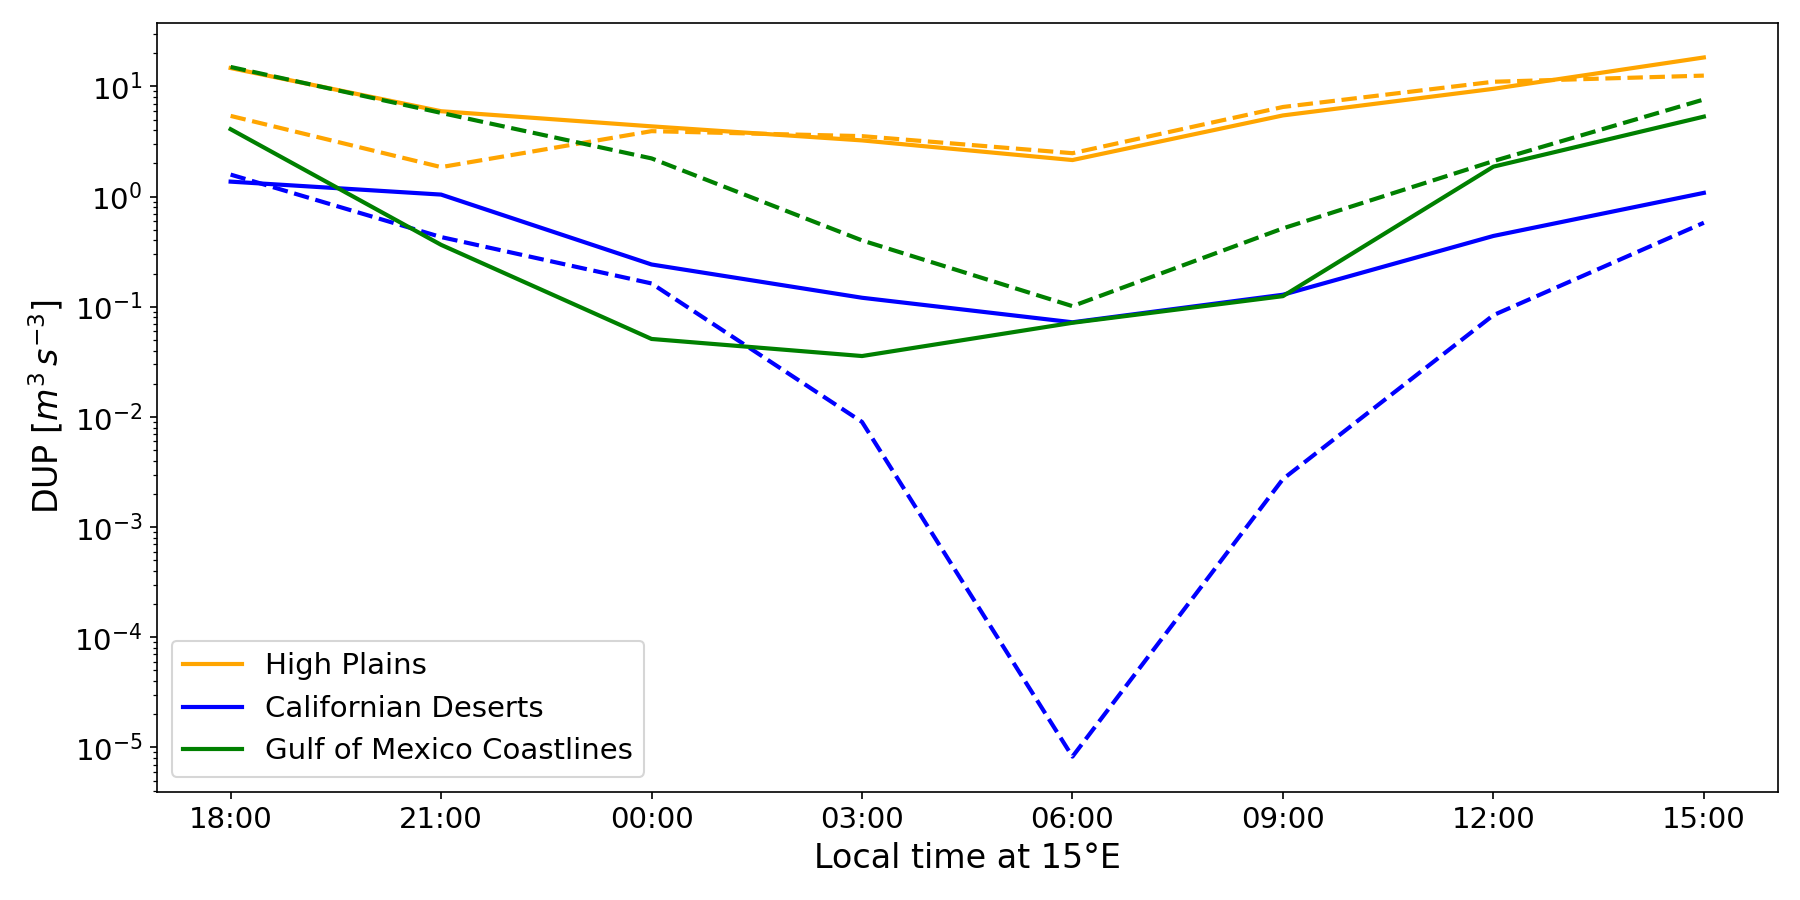 10¹
10⁰
10⁻¹
10⁻²
10⁻³
10⁻⁴
10⁻⁵
DUP [m³ s⁻³]
High Plains
Californian Deserts
Gulf of Mexico Coastlines
18:00 21:00 00:00 03:00 06:00 09:00 12:00 15:00
Local time at 15°E